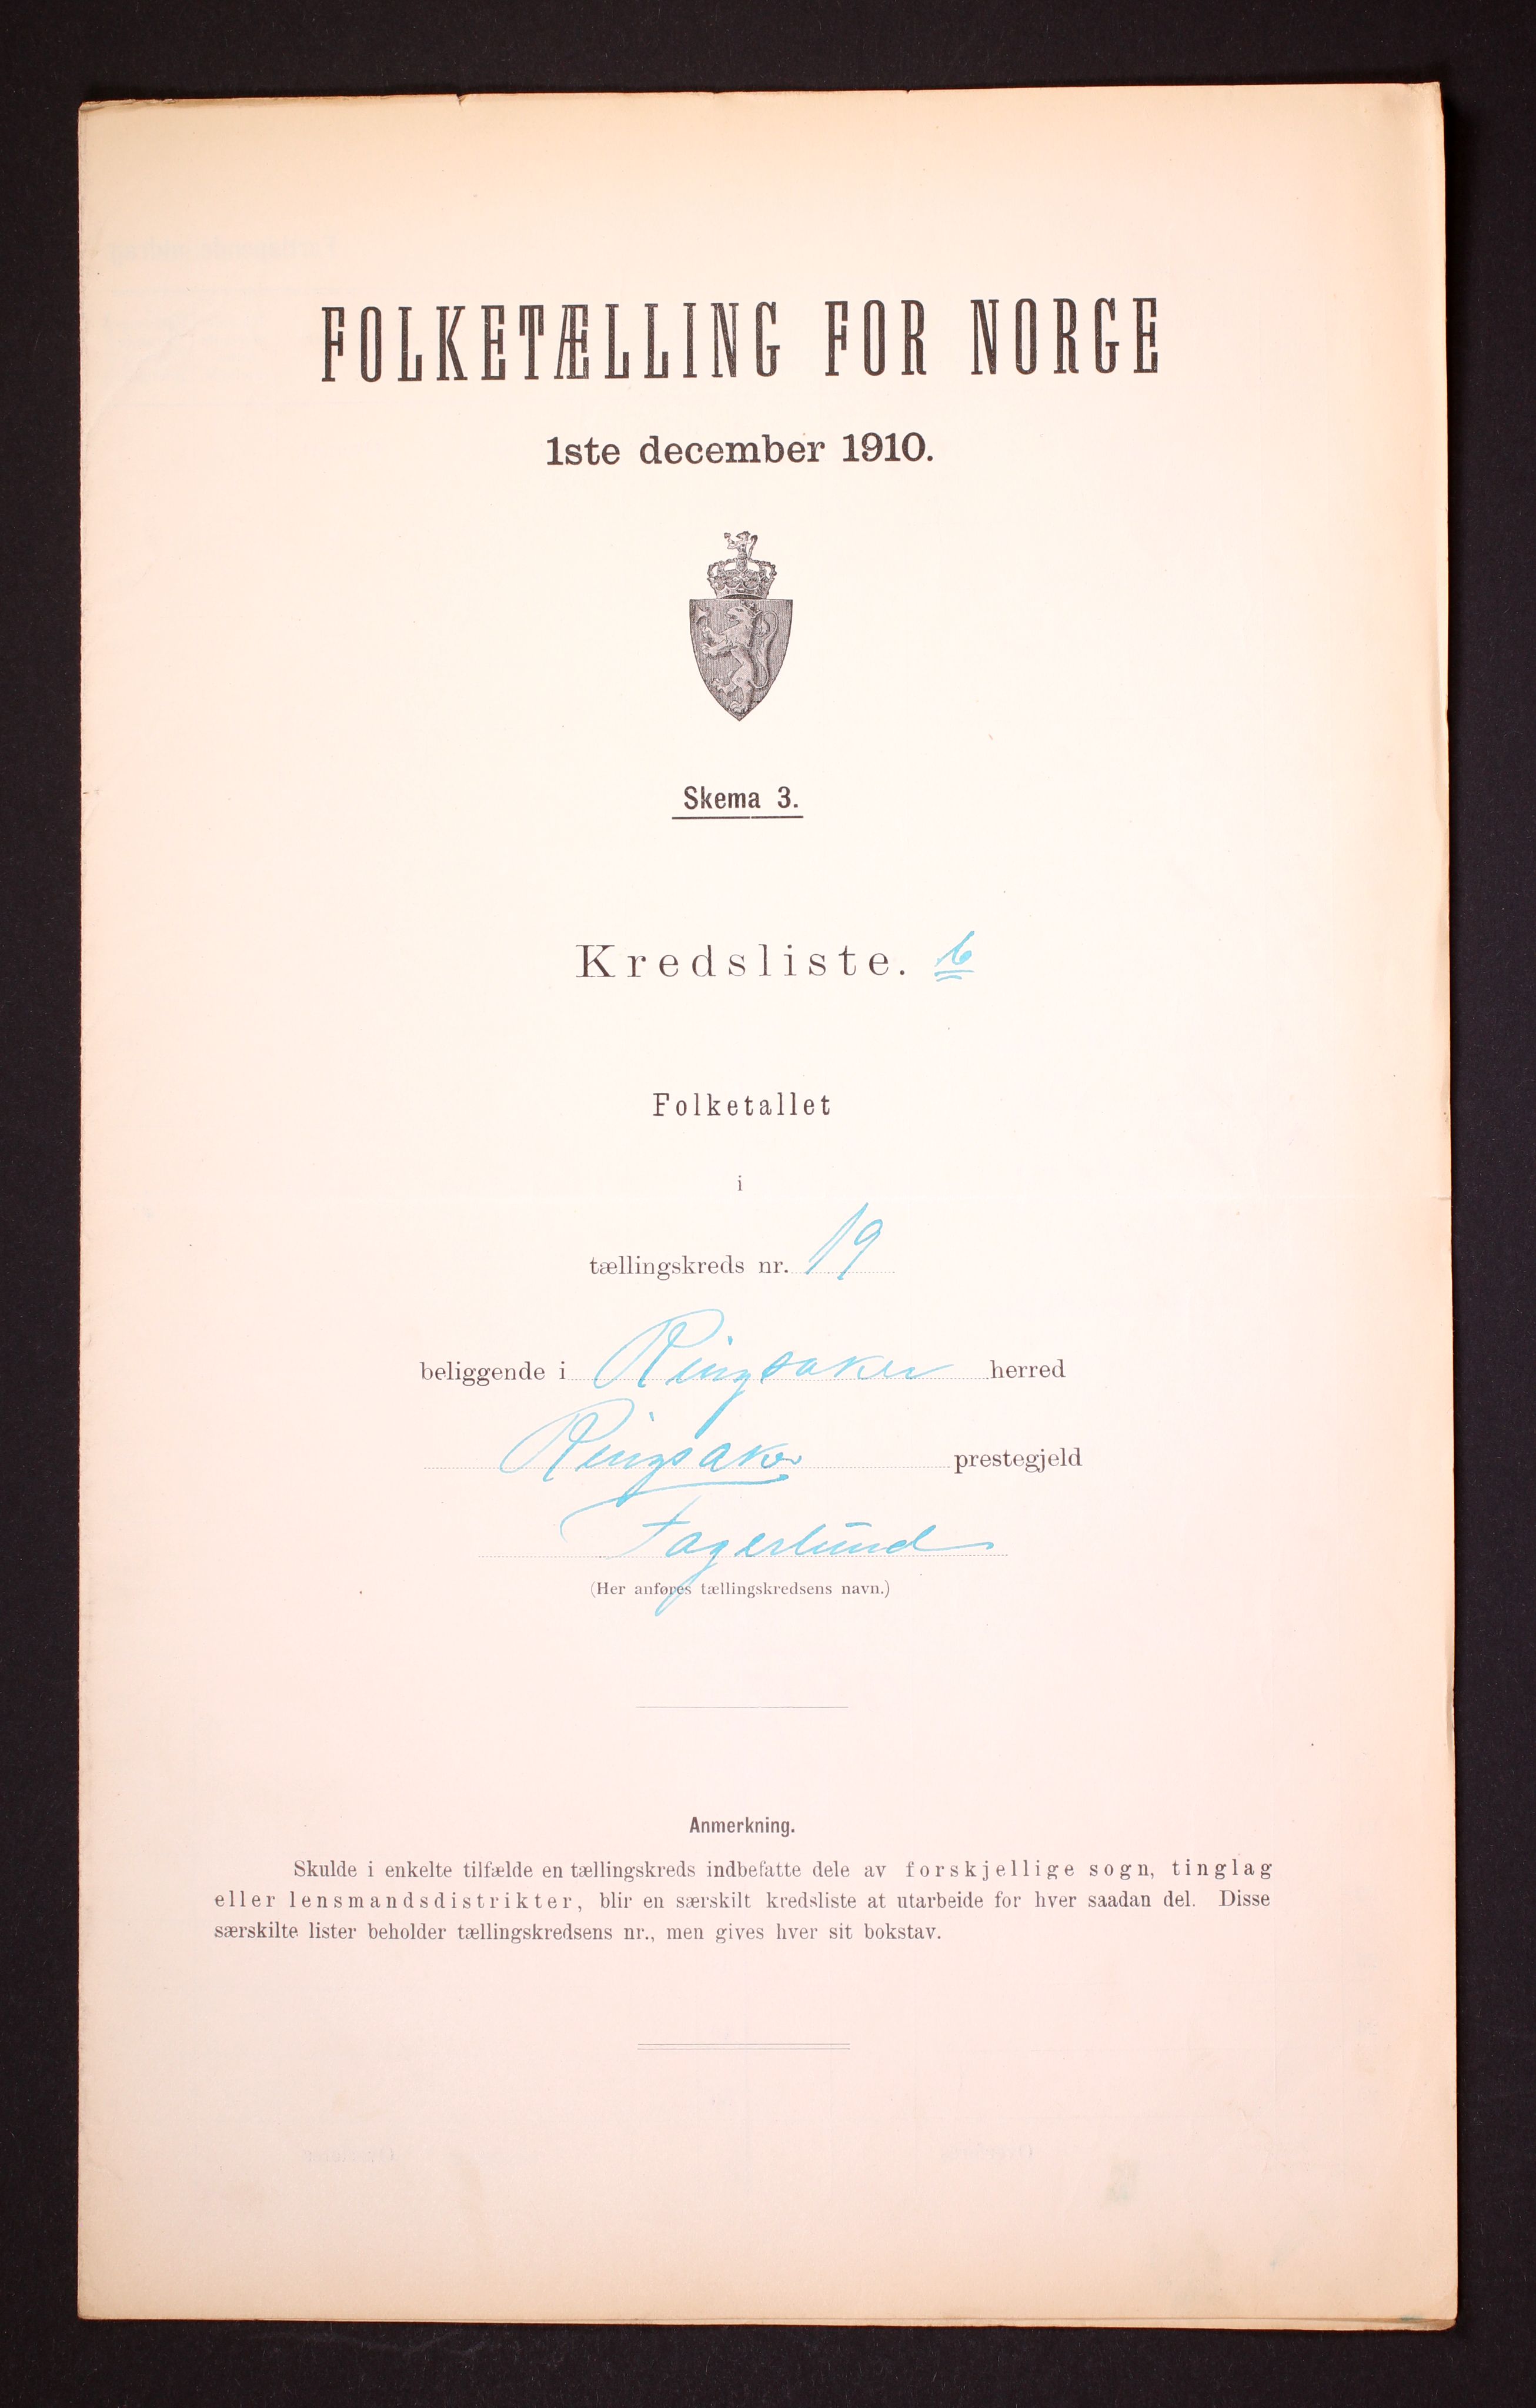 FOLKETÆLLING FOR NORGE
1ste december 1910.
Skema 3.
Kredsliste. b
Folketallet
i
tællingskreds nr. 19
beliggende i Ringsaker herred
Ringsaker prestegjeld
Fagerlund
(Her anføres tællingskredsens navn.)
Anmerkning.
Skulde i enkelte tilfælde en tællingskreds indbefatte dele av forskjellige sogn, tinglag
eller lensmandsdistrikter, blir en særskilt kredsliste at utarbeide for hver saadan del. Disse
særskilte lister beholder tællingskredsens nr., men gives hver sit bokstav.